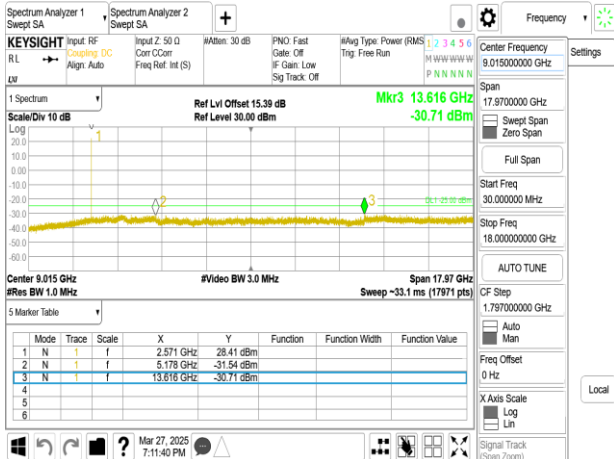 Spectrum Analyzer 1
Swept SA
Spectrum Analyzer 2
Swept SA
+
Frequency
KEYSIGHT
RL
Input: RF
Coupling: DC
Align: Auto
Input Z: 50 Ω
Corr CCorr
Freq Ref: Int (S)
#Atten: 30 dB
PNO: Fast
Gate: Off
IF Gain: Low
Sig Track: Off
#Avg Type: Power (RMS
Trig: Free Run
1 2 3 4 5 6
M W W W W W
P N N N N N
1 Spectrum
Scale/Div 10 dB
Ref Lvl Offset 15.39 dB
Ref Level 30.00 dBm
Mkr3 13.616 GHz
-30.71 dBm
Log
20.0
10.0
0.00
-10.0
-20.0
-30.0
-40.0
-50.0
-60.0
1
2
3
DL1 -25.00 dBm
Center 9.015 GHz
#Res BW 1.0 MHz
#Video BW 3.0 MHz
Span 17.97 GHz
Sweep ~33.1 ms (17971 pts)
5 Marker Table
Mode Trace Scale X Y Function Function Width Function Value
1 N 1 f 2.571 GHz 28.41 dBm
2 N 1 f 5.178 GHz -31.54 dBm
3 N 1 f 13.616 GHz -30.71 dBm
4
5
6
Mar 27, 2025
7:11:40 PM
Center Frequency
9.015000000 GHz
Span
17.9700000 GHz
Swept Span
Zero Span
Full Span
Start Freq
30.000000 MHz
Stop Freq
18.000000000 GHz
AUTO TUNE
CF Step
1.797000000 GHz
Auto
Man
Freq Offset
0 Hz
X Axis Scale
Log
Lin
Signal Track
(Span Zoom)
Settings
Local